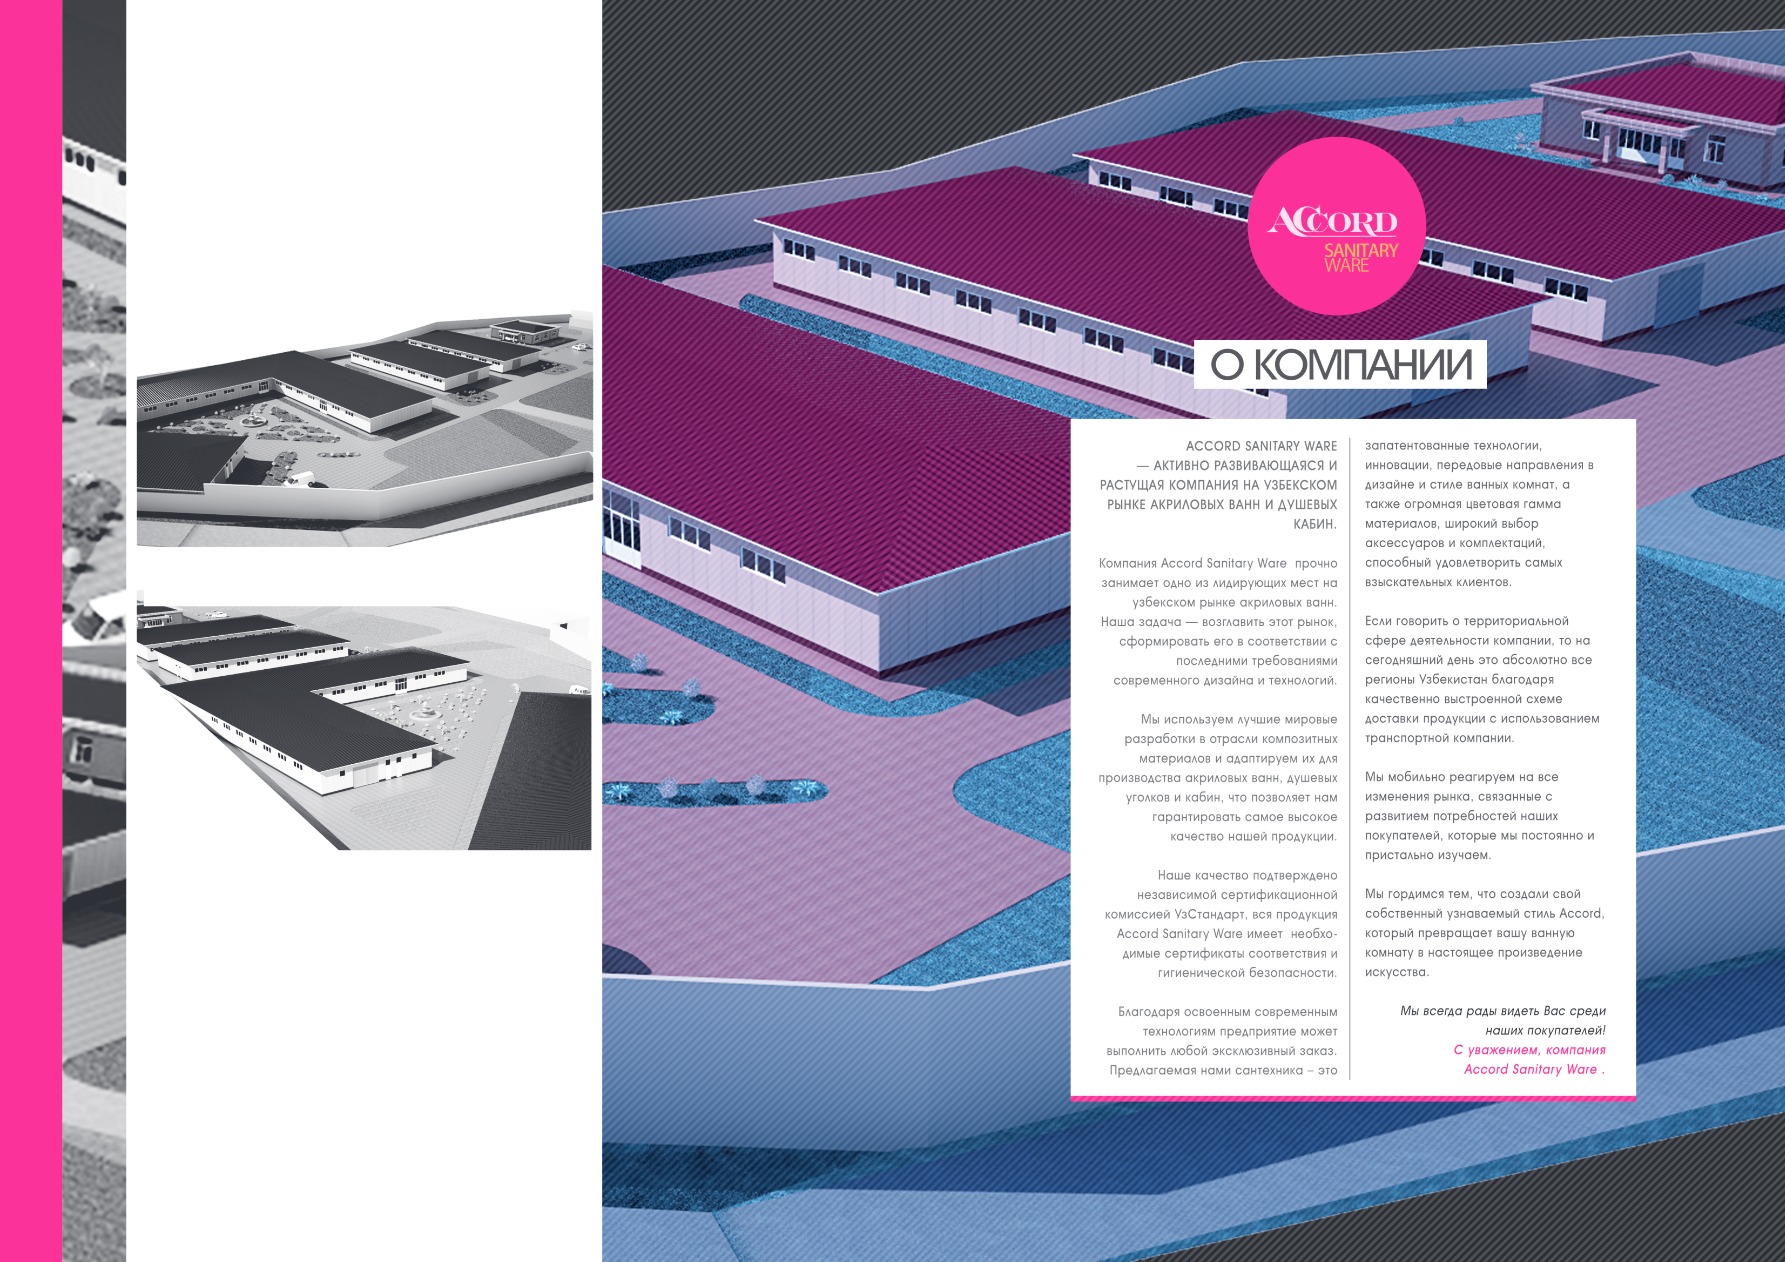 ACCORD
SANITARY
WARE
О КОМПАНИИ
ACCORD SANITARY WARE
— АКТИВНО РАЗВИВАЮЩАЯСЯ И
РАСТУЩАЯ КОМПАНИЯ НА УЗБЕКСКОМ
РЫНКЕ АКРИЛОВЫХ ВАНН И ДУШЕВЫХ
КАБИН.
Компания Accord Sanitary Ware прочно
занимает одно из лидирующих мест на
узбекском рынке акриловых ванн.
Наша задача — возглавить этот рынок,
сформировать его в соответствии с
последними требованиями
современного дизайна и технологий.
Мы используем лучшие мировые
разработки в отрасли композитных
материалов и адаптируем их для
производства акриловых ванн, душевых
уголков и кабин, что позволяет нам
гарантировать самое высокое
качество нашей продукции.
Наше качество подтверждено
независимой сертификационной
комиссией УзСтандарт, вся продукция
Accord Sanitary Ware имеет необхо-
димые сертификаты соответствия и
гигиенической безопасности.
Благодаря освоенным современным
технологиям предприятие может
выполнить любой эксклюзивный заказ.
Предлагаемая нами сантехника – это
запатентованные технологии,
инновации, передовые направления в
дизайне и стиле ванных комнат, а
также огромная цветовая гамма
материалов, широкий выбор
аксессуаров и комплектаций,
способный удовлетворить самых
взыскательных клиентов.
Если говорить о территориальной
сфере деятельности компании, то на
сегодняшний день это абсолютно все
регионы Узбекистан благодаря
качественно выстроенной схеме
доставки продукции с использованием
транспортной компании.
Мы мобильно реагируем на все
изменения рынка, связанные с
развитием потребностей наших
покупателей, которые мы постоянно и
пристально изучаем.
Мы гордимся тем, что создали свой
собственный узнаваемый стиль Accord,
который превращает вашу ванную
комнату в настоящее произведение
искусства.
Мы всегда рады видеть Вас среди
наших покупателей!
С уважением, компания
Accord Sanitary Ware .